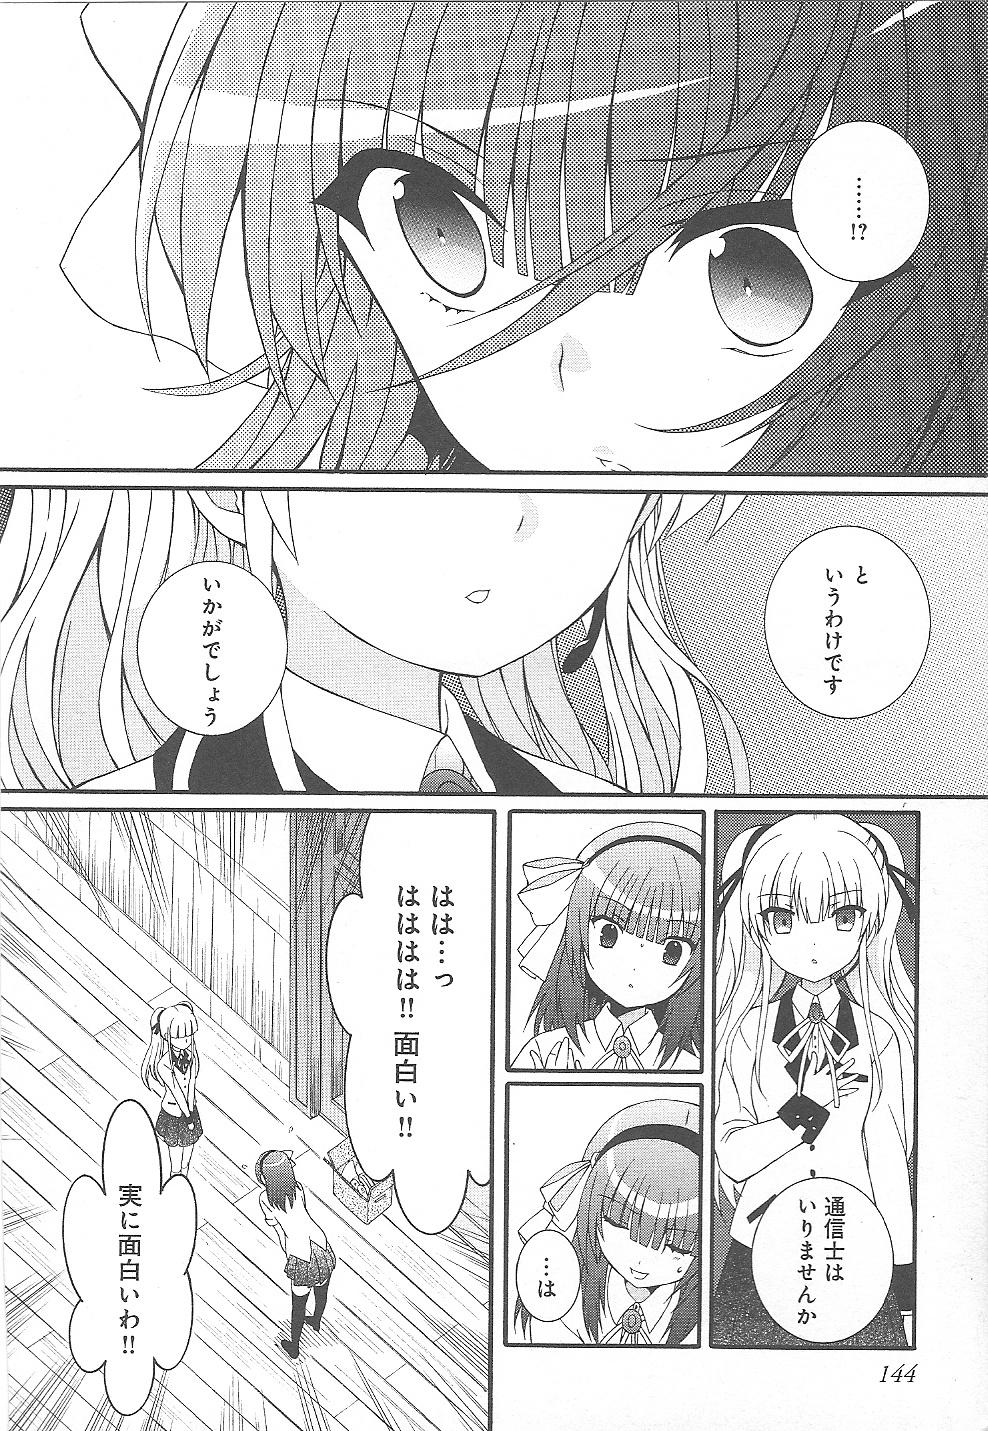 ……!?
と
いうわけです
いかがでしょう
通信士は
いりませんか
…は
はは…っ
はははは!! 面白い!!
実に面白いわ!!
144